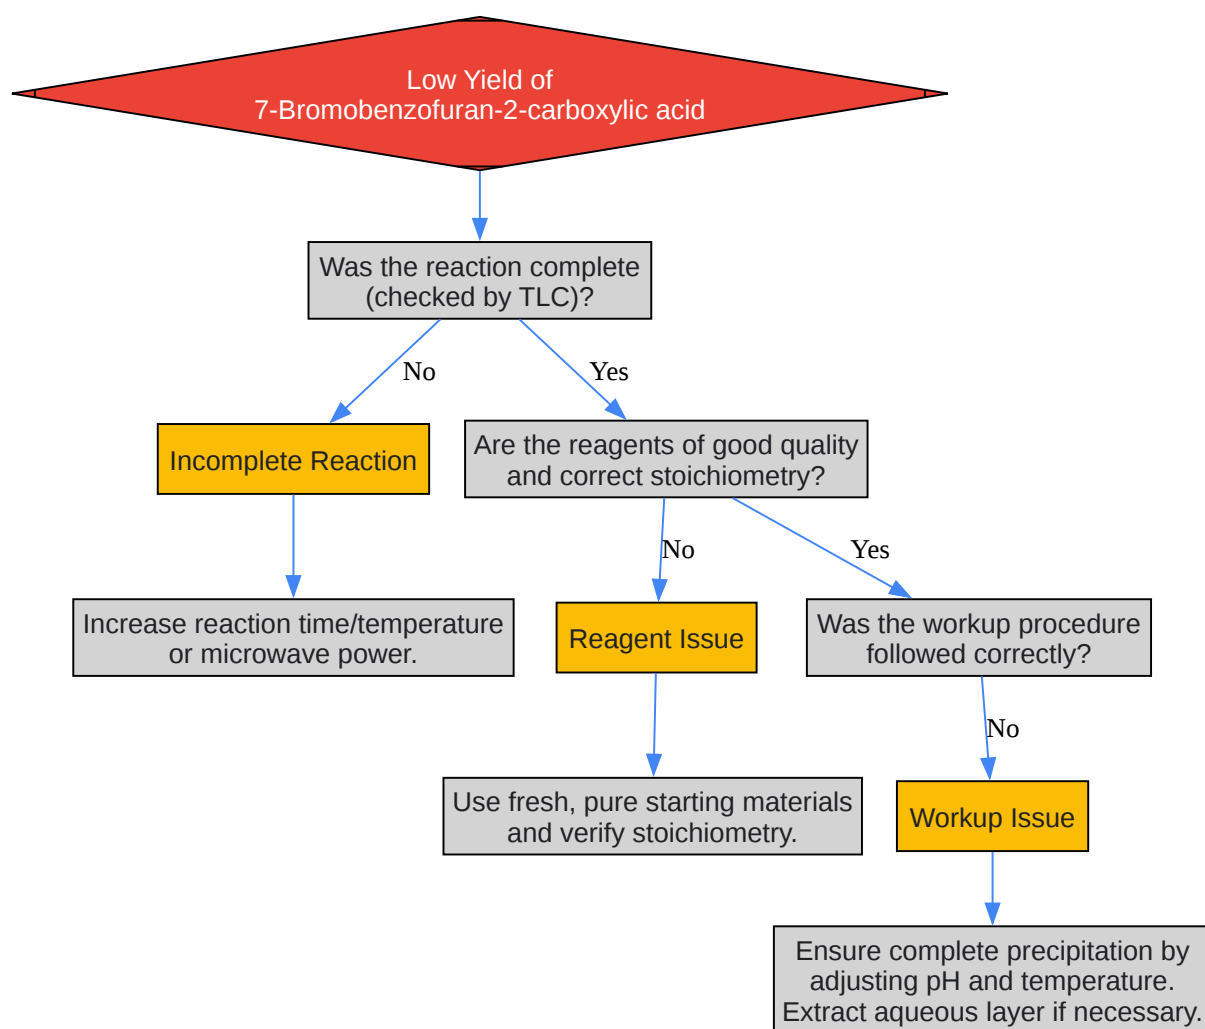 Low Yield of
7-Bromobenzofuran-2-carboxylic acid
Was the reaction complete
(checked by TLC)?
No
Yes
Incomplete Reaction
Are the reagents of good quality
and correct stoichiometry?
No
Yes
Increase reaction time/temperature
or microwave power.
Reagent Issue
Was the workup procedure
followed correctly?
No
Use fresh, pure starting materials
and verify stoichiometry.
Workup Issue
Ensure complete precipitation by
adjusting pH and temperature.
Extract aqueous layer if necessary.